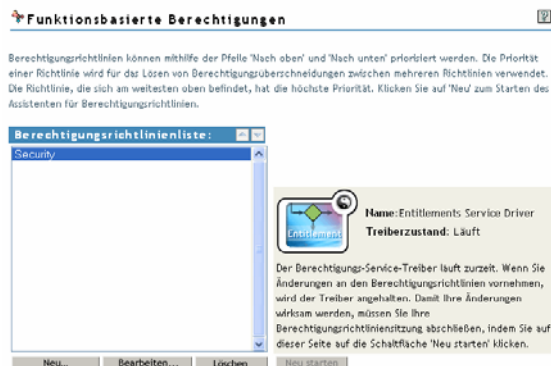 Funktionsbasierte Berechtigungen
?
Berechtigungsrichtlinien können mithilfe der Pfeile 'Nach oben' und 'Nach unten' priorisiert werden. Die Priorität
einer Richtlinie wird für das Lösen von Berechtigungsüberschneidungen zwischen mehreren Richtlinien verwendet.
Die Richtlinie, die sich am weitesten oben befindet, hat die höchste Priorität. Klicken Sie auf 'Neu' zum Starten des
Assistenten für Berechtigungsrichtlinien.
Berechtigungsrichtlinienliste:
Security
Entitlement
Name: Entitlements Service Driver
Treiberzustand: Läuft
Der Berechtigungs-Service-Treiber läuft zurzeit. Wenn Sie
Änderungen an den Berechtigungsrichtlinien vornehmen,
wird der Treiber angehalten. Damit Ihre Änderungen
wirksam werden, müssen Sie Ihre
Berechtigungsrichtliniensitzung abschließen, indem Sie auf
dieser Seite auf die Schaltfläche 'Neu starten' klicken.
Neu... Bearbeiten... Löschen Neu starten